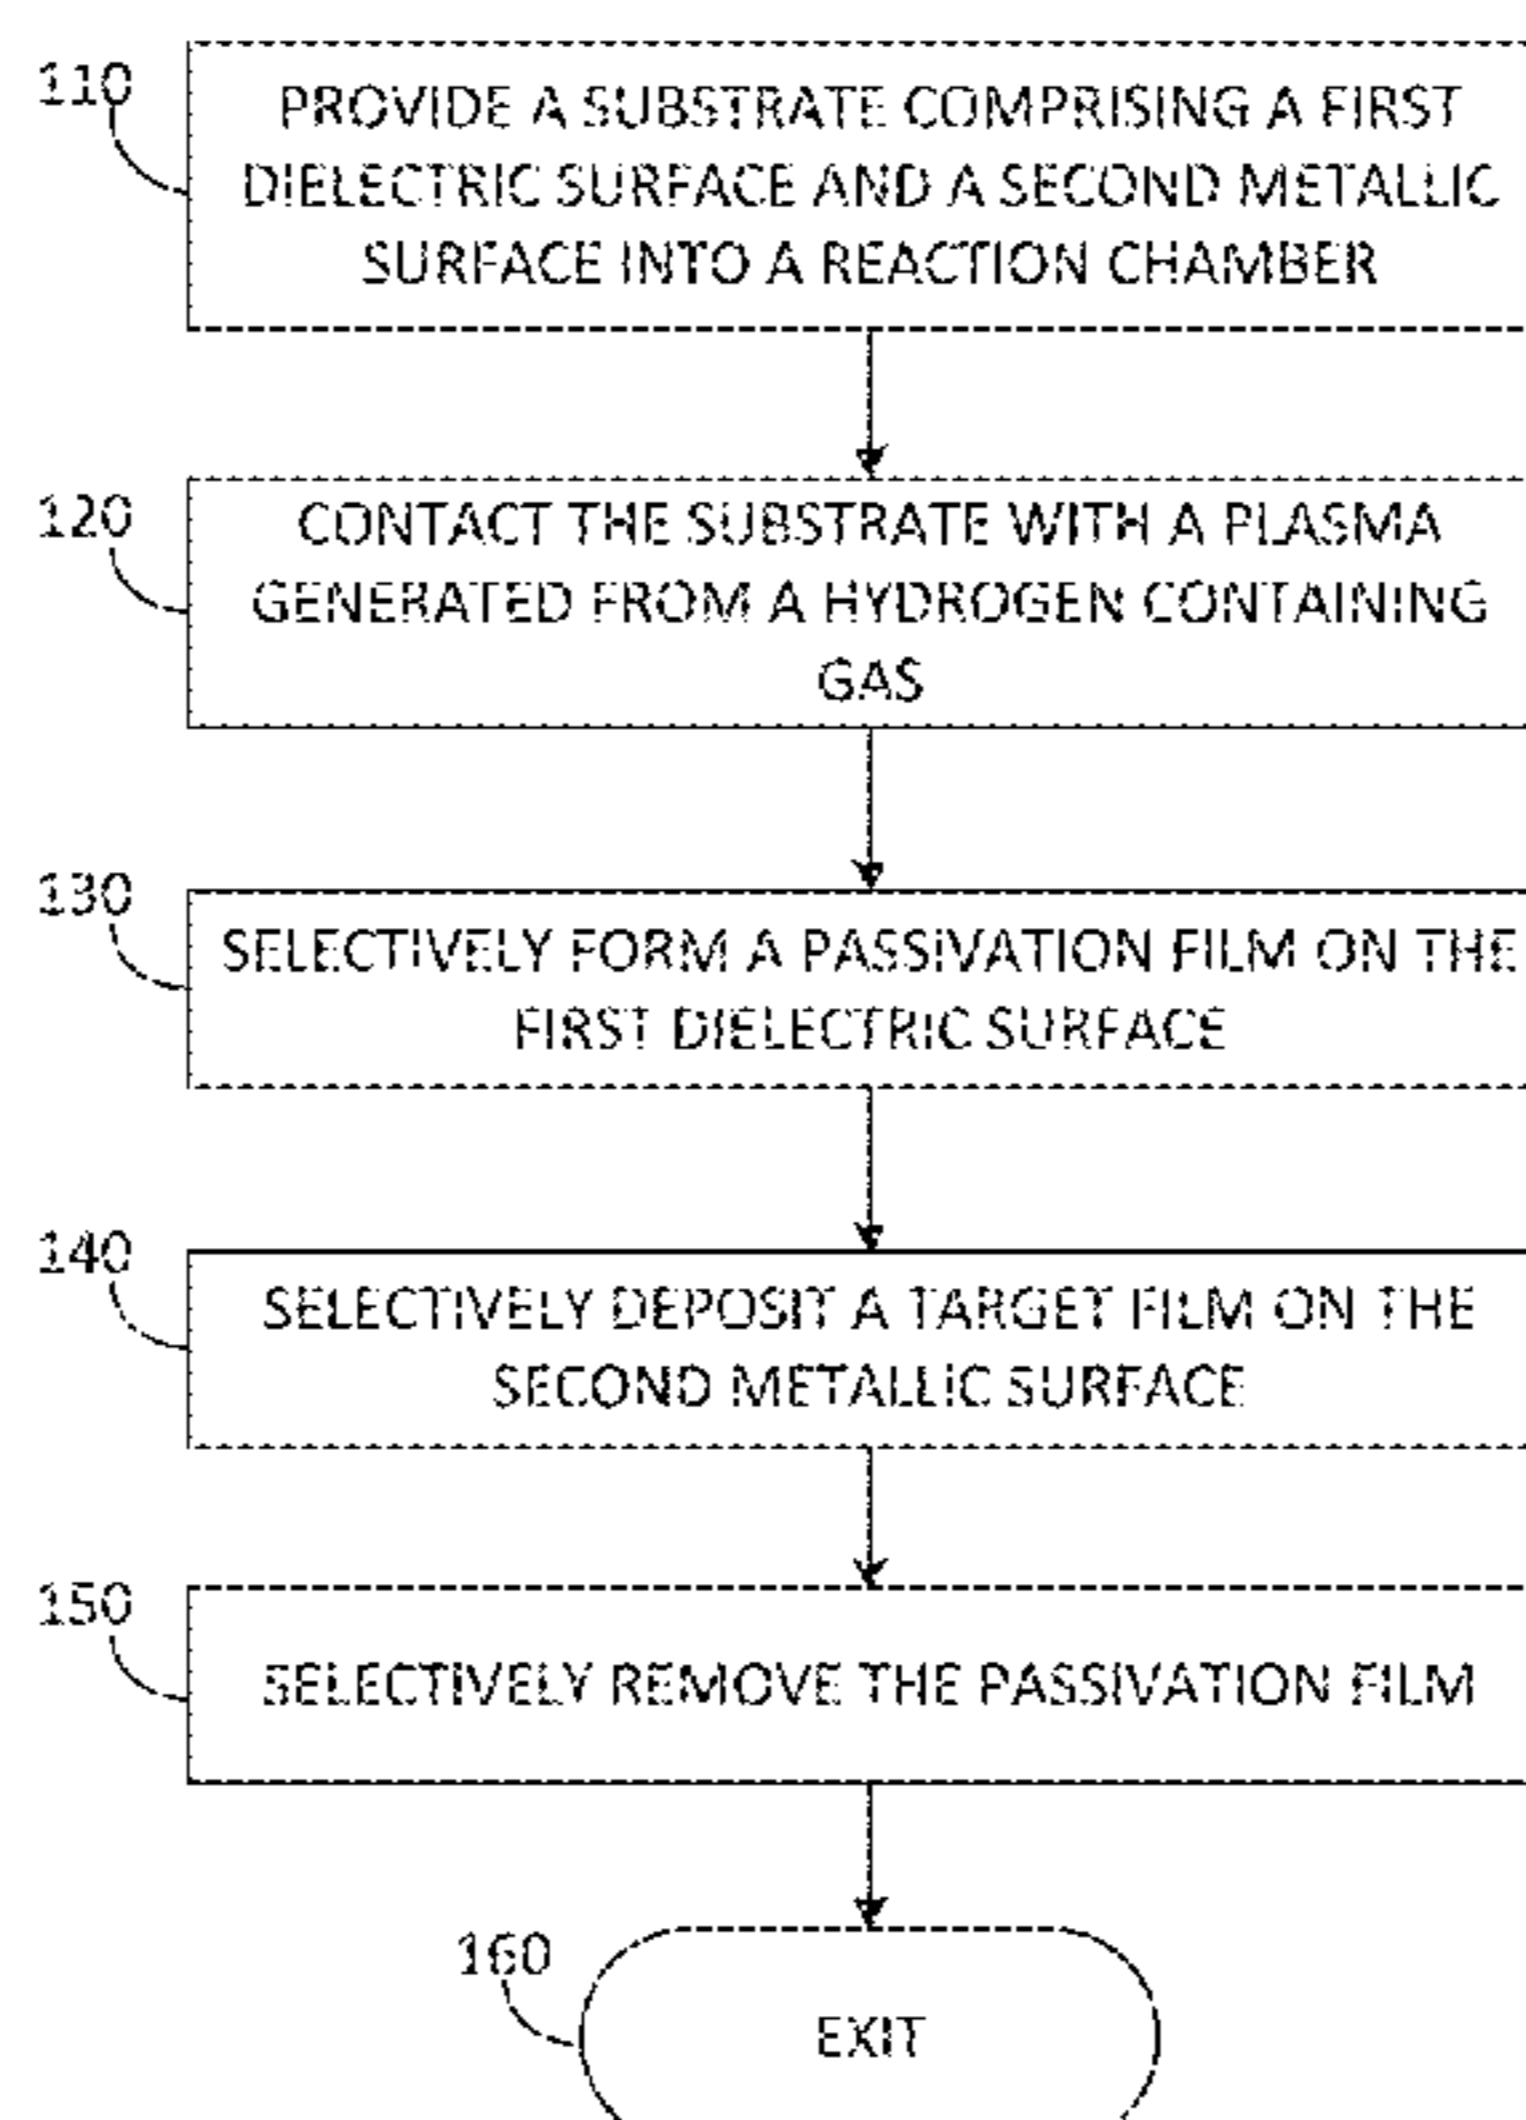 110
PROVIDE A SUBSTRATE COMPRISING A FIRST
DIELECTRIC SURFACE AND A SECOND METALLIC
SURFACE INTO A REACTION CHAMBER
120
CONTACT THE SUBSTRATE WITH A PLASMA
GENERATED FROM A HYDROGEN CONTAINING
GAS
130
SELECTIVELY FORM A PASSIVATION FILM ON THE
FIRST DIELECTRIC SURFACE
140
SELECTIVELY DEPOSIT A TARGET FILM ON THE
SECOND METALLIC SURFACE
150
SELECTIVELY REMOVE THE PASSIVATION FILM
160
EXIT